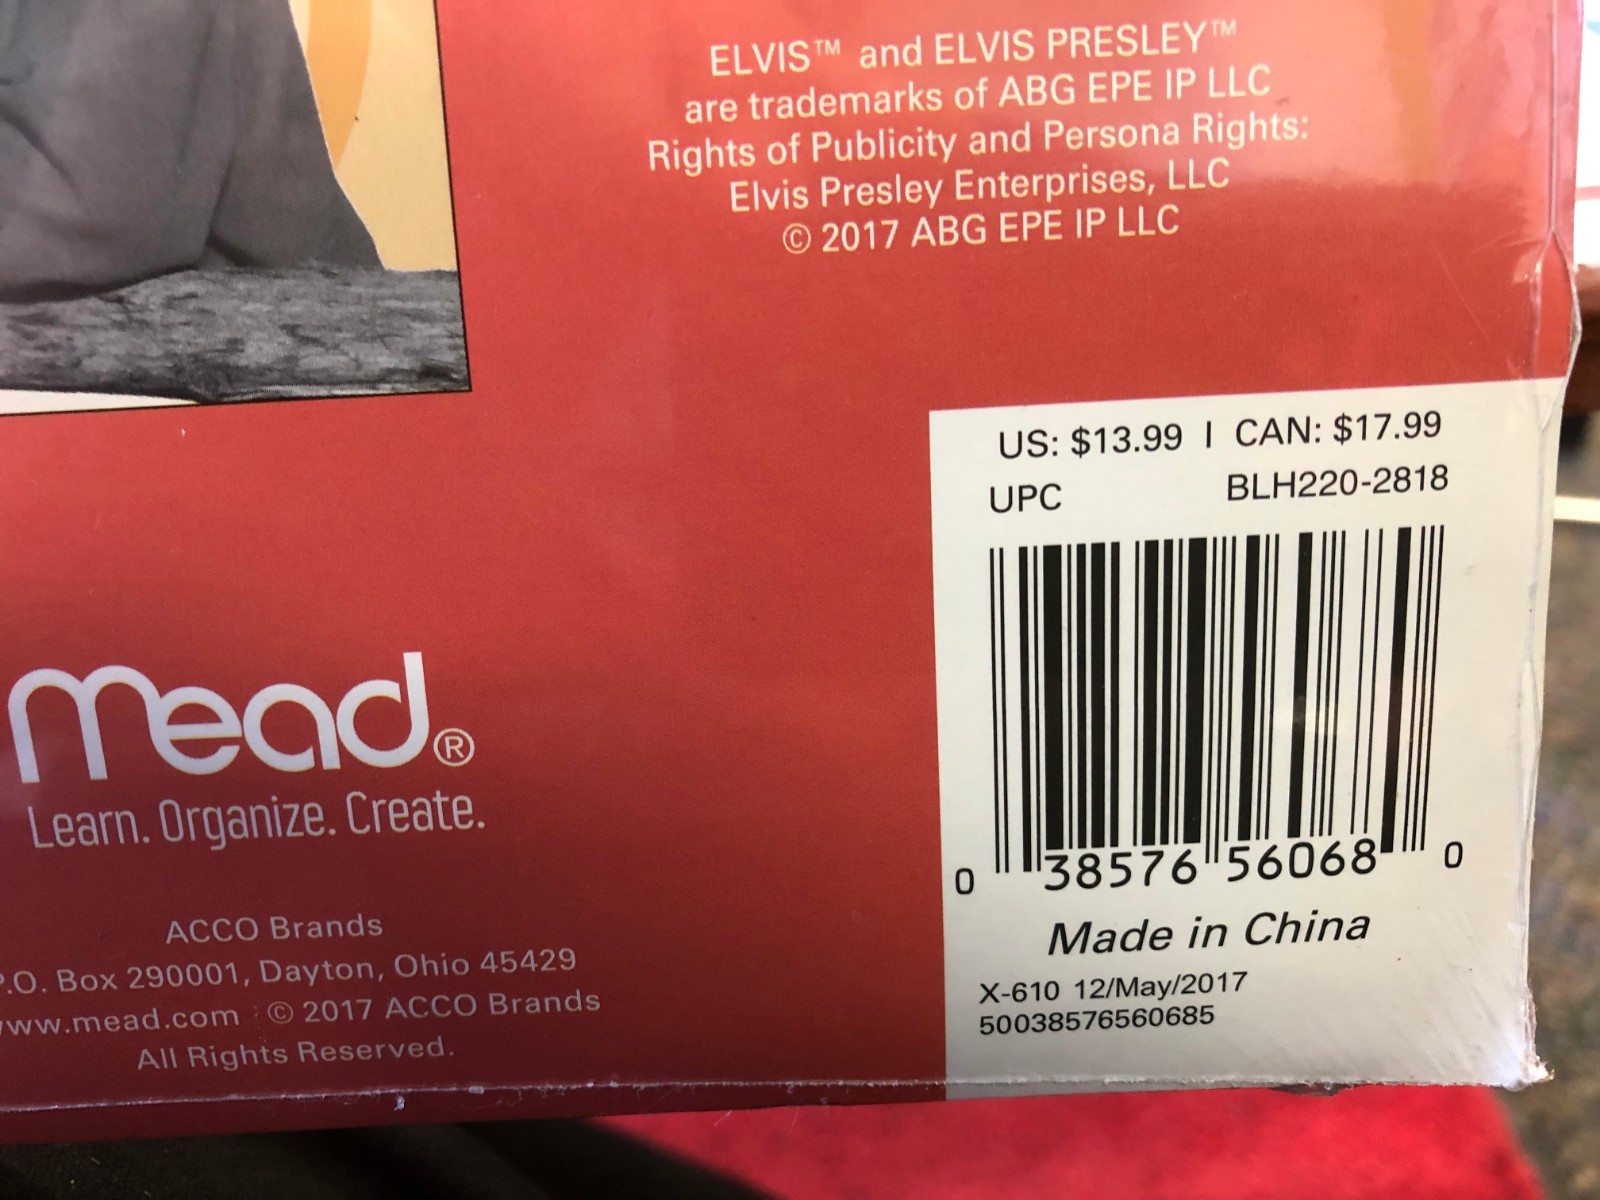 ELVIS™ and ELVIS PRESLEY™
are trademarks of ABG EPE IP LLC
Rights of Publicity and Persona Rights:
Elvis Presley Enterprises, LLC
© 2017 ABG EPE IP LLC
US: $13.99 | CAN: $17.99
UPC BLH220-2818
0 38576 56068 0
Made in China
X-610 12/May/2017
50038576560685
mead®
Learn. Organize. Create.
ACCO Brands
P.O. Box 290001, Dayton, Ohio 45429
www.mead.com © 2017 ACCO Brands
All Rights Reserved.